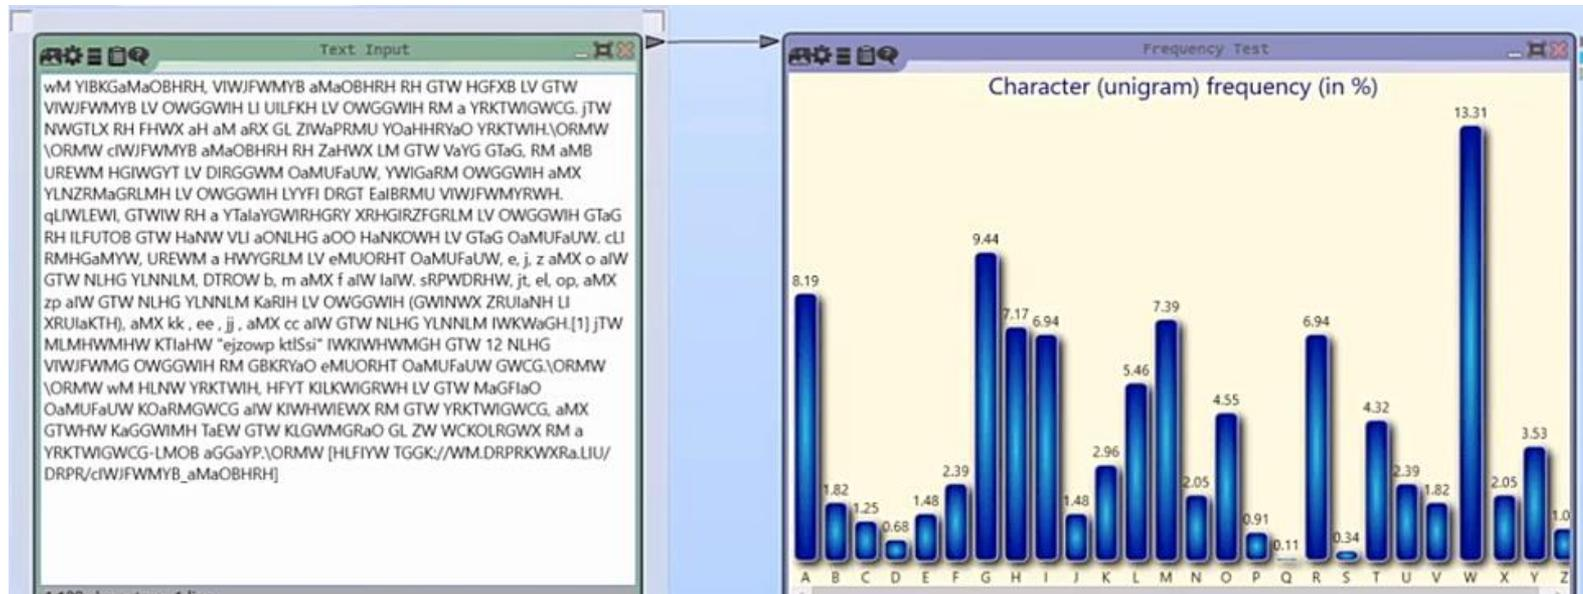 Text Input
wM YIBKGaMaOBHRH, VIWJFWMYB aMaOBHRH RH GTW HGFXB LV GTW
VIWJFWMYB LV OWGGWIH LI UILFKH LV OWGGWIH RM a YRKTWIGWCG. jTW
NWGTLX RH FHWX aH aM aRX GL ZIWaPRMU YOaHHRYaO YRKTWIH.\ORMW
\ORMW cIWJFWMYB aMaOBHRH RH ZaHWX LM GTW VaYG GTaG, RM aMB
UREWM HGIWGYT LV DIRGGWM OaMUFaUW, YWIGaRM OWGGWIH aMX
YLNZRMaGRLMH LV OWGGWIH LYYFI DRGT EaIBRMU VIWJFWMYRWH.
qLIWLEWI, GTWIW RH a YTaIaYGWIRHGRY XRHGIRZFGRLM LV OWGGWIH GTaG
RH ILFUTOB GTW HaNW VLI aONLHG aOO HaNKOWH LV GTaG OaMUFaUW. cLI
RMHGaMYW, UREWM a HWYGRLM LV eMUORHT OaMUFaUW, e, j, z aMX o aIW
GTW NLHG YLNNLM, DTROW b, m aMX f aIW IaIW. sRPWDRHW, jt, el, op, aMX
zp aIW GTW NLHG YLNNLM KaRIH LV OWGGWIH (GWINWX ZRUIaNH LI
XRUIaKTH), aMX kk , ee , jj , aMX cc aIW GTW NLHG YLNNLM IWKWaGH.[1] jTW
MLMHWMHW KTIaHW "ejzowp ktlSsi" IWKIWHWMGH GTW 12 NLHG
VIWJFWMG OWGGWIH RM GBKRYaO eMUORHT OaMUFaUW GWCG.\ORMW
\ORMW wM HLNW YRKTWIH, HFYT KILKWIGRWH LV GTW MaGFIaO
OaMUFaUW KOaRMGWCG aIW KIWHWIEWX RM GTW YRKTWIGWCG, aMX
GTWHW KaGGWIMH TaEW GTW KLGWMGRaO GL ZW WCKOLRGWX RM a
YRKTWIGWCG-LMOB aGGaYP.\ORMW [HLFIYW TGGK://WM.DRPRKWXRa.LIU/
DRPR/cIWJFWMYB_aMaOBHRH]
Frequency Test
Character (unigram) frequency (in %)
13.31
9.44
8.19
7.17
6.94
7.39
6.94
5.46
4.55
4.32
3.53
2.96
2.39
2.39
2.05
2.05
1.82
1.82
1.25
1.48
1.48
0.68
0.91
0.11
0.34
A B C D E F G H I J K L M N O P Q R S T U V W X Y Z